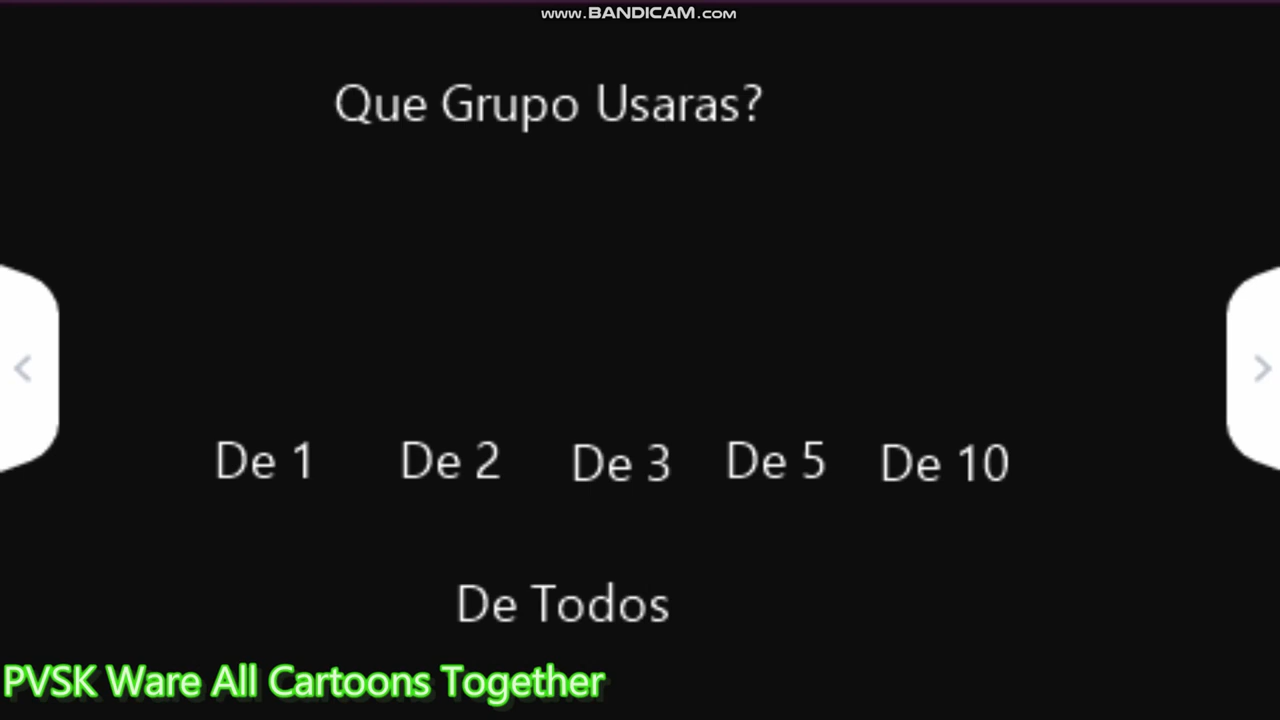 www.BANDICAM.com
Que Grupo Usaras?
De 1 De 2 De 3 De 5 De 10
De Todos
PVSK Ware All Cartoons Together